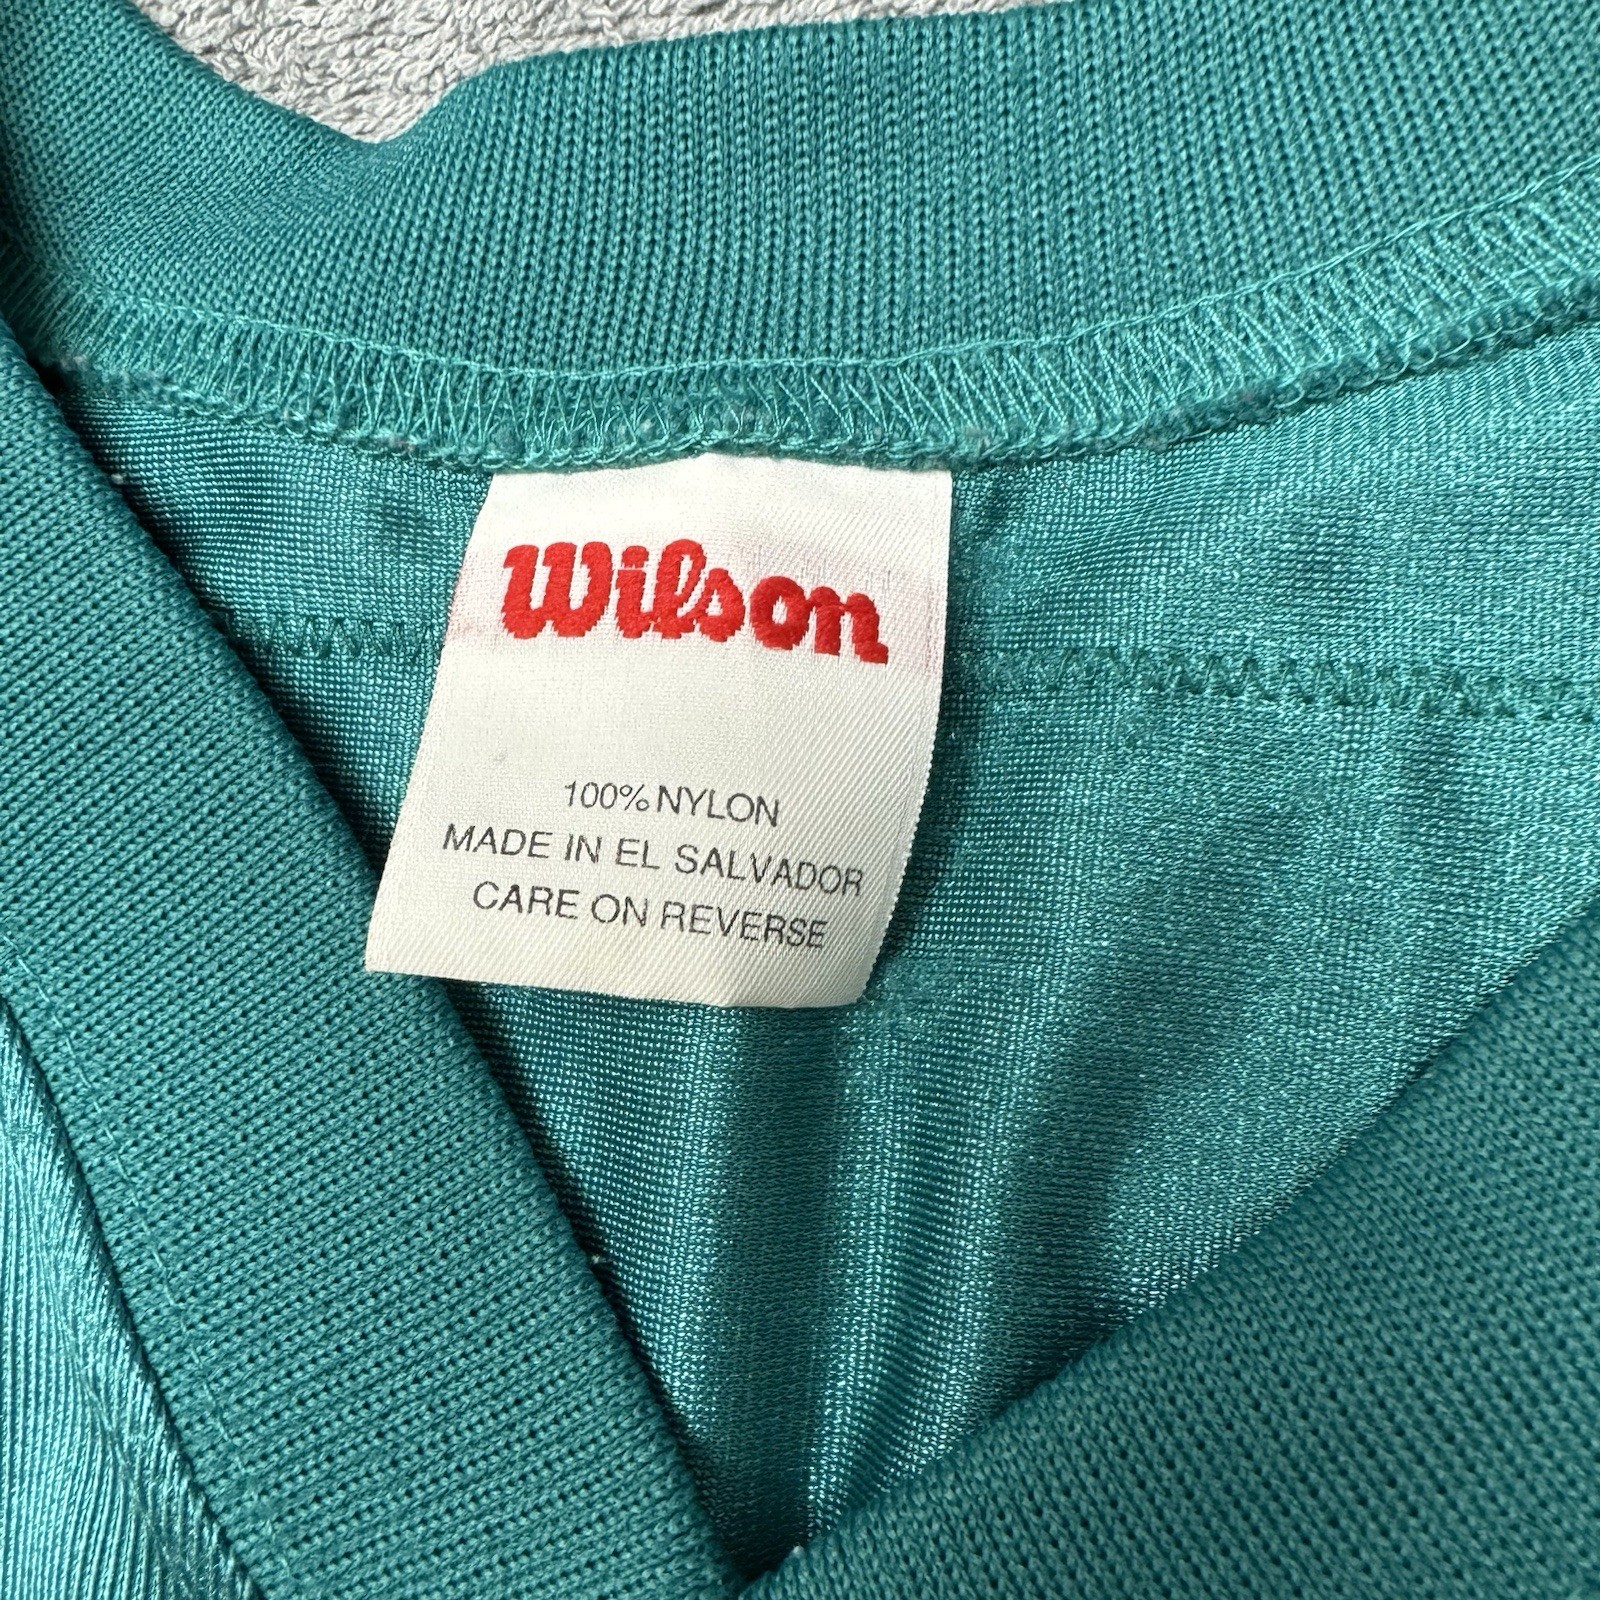 Wilson
100% NYLON
MADE IN EL SALVADOR
CARE ON REVERSE